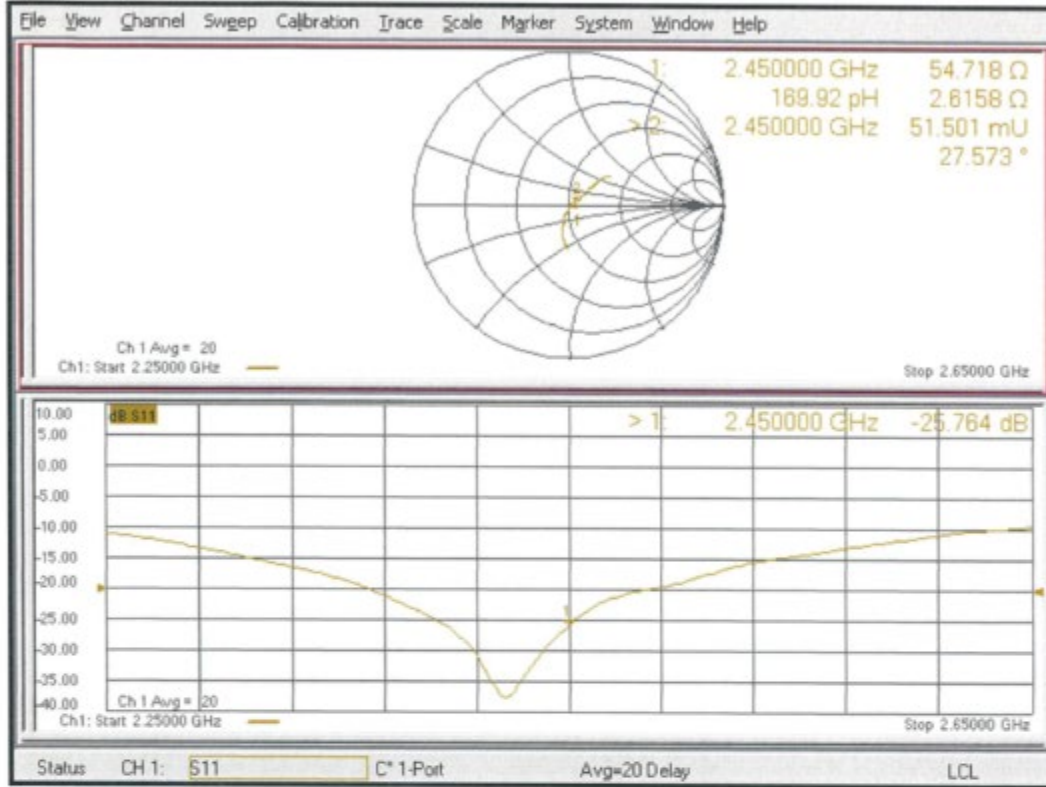 File View Channel Sweep Calibration Trace Scale Marker System Window Help
1: 2.450000 GHz 54.718 Ω
169.92 pH 2.6158 Ω
> 2: 2.450000 GHz 51.501 mU
27.573 °
Ch 1 Avg = 20
Ch1: Start 2.25000 GHz
Stop 2.65000 GHz
10.00
dB S11
> 1: 2.450000 GHz -25.764 dB
5.00
0.00
-5.00
-10.00
-15.00
-20.00
-25.00
1
-30.00
-35.00
-40.00
Ch 1 Avg = 20
Ch1: Start 2.25000 GHz
Stop 2.65000 GHz
Status CH 1: S11 C* 1-Port Avg=20 Delay LCL